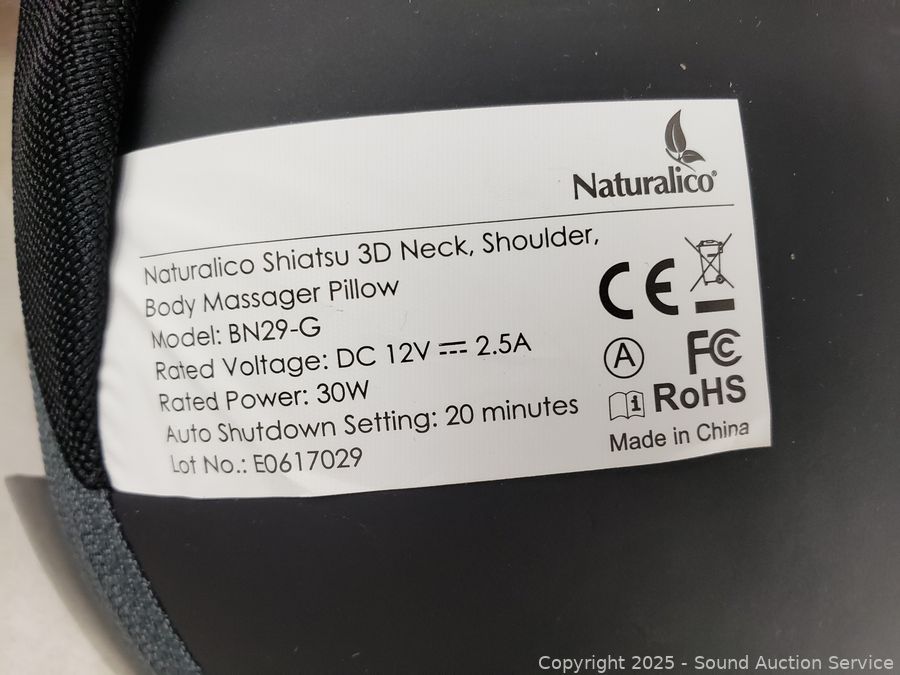 Naturalico®
Naturalico Shiatsu 3D Neck, Shoulder,
Body Massager Pillow
Model: BN29-G
Rated Voltage: DC 12V ⎓ 2.5A
Rated Power: 30W
Auto Shutdown Setting: 20 minutes
Lot No.: E0617029
CE
A
FC
i RoHS
Made in China
Copyright 2025 - Sound Auction Service